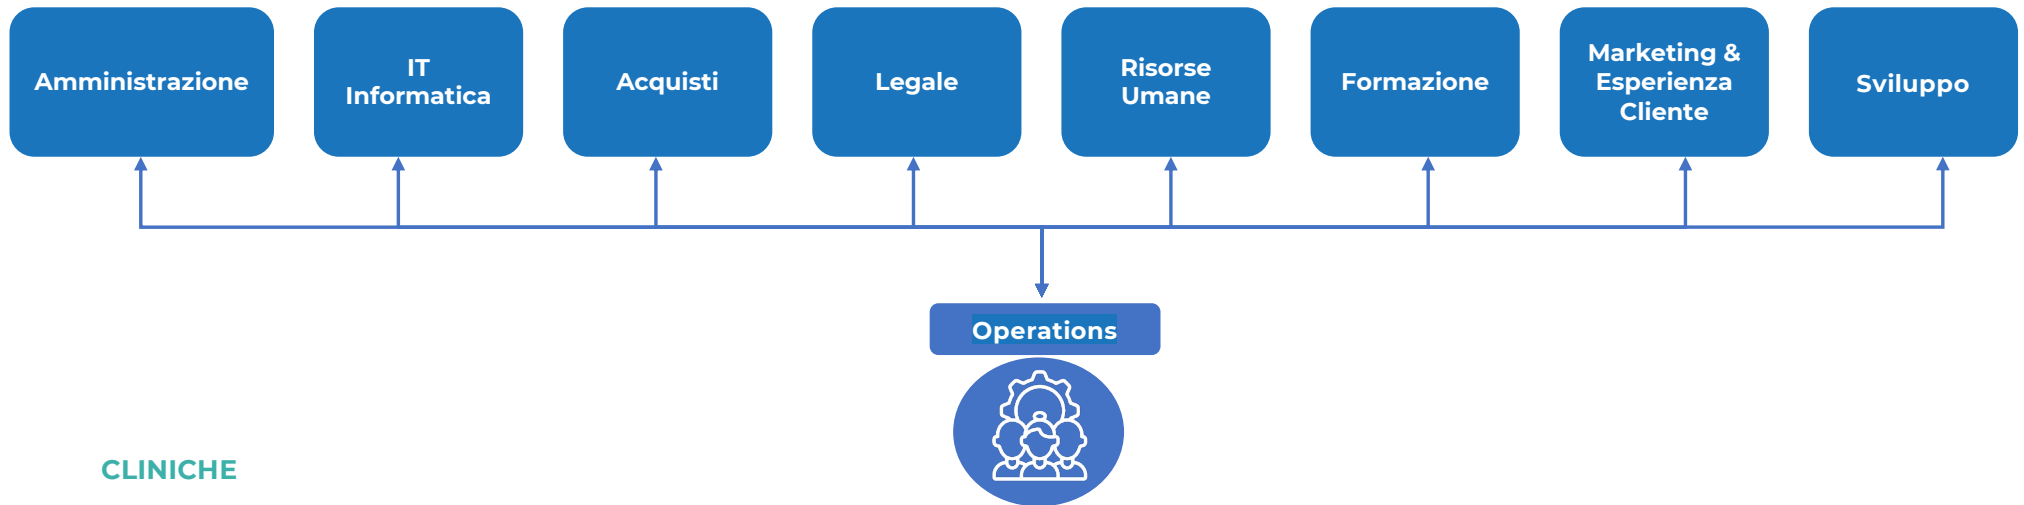 Amministrazione
IT
Informatica
Acquisti
Legale
Risorse
Umane
Formazione
Marketing &
Esperienza
Cliente
Sviluppo
Operations
CLINICHE